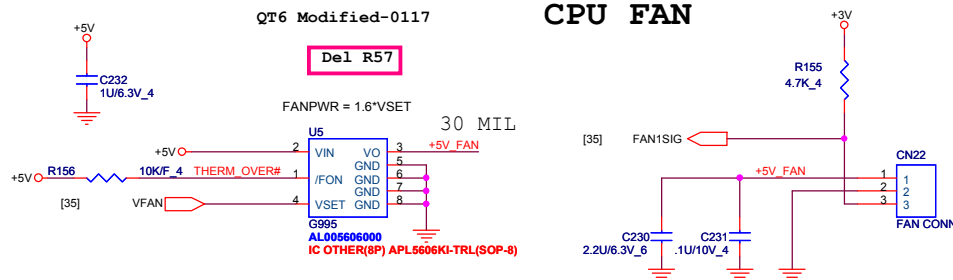 QT6 Modified-0117
CPU FAN
+5V
+3V
Del R57
C232
1U/6.3V_4
R155
4.7K_4
FANPWR = 1.6*VSET
30 MIL
U5
[35]
FAN1SIG
+5V
2
VIN
VO
3
+5V_FAN
CN22
GND
5
+5V
R156
10K/F_4
THERM_OVER#
1
/FON
GND
6
+5V_FAN
1
1
GND
7
2
2
[35]
VFAN
4
VSET
GND
8
3
3
G995
FAN CONN
AL005606000
C230
C231
IC OTHER(8P) APL5606KI-TRL(SOP-8)
2.2U/6.3V_6
.1U/10V_4